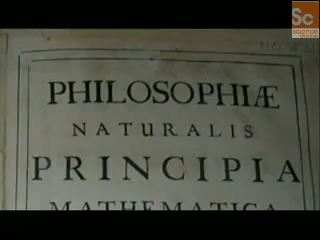 Sc
PHILOSOPHIÆ
NATURALIS
PRINCIPIA
MATHEMATICA